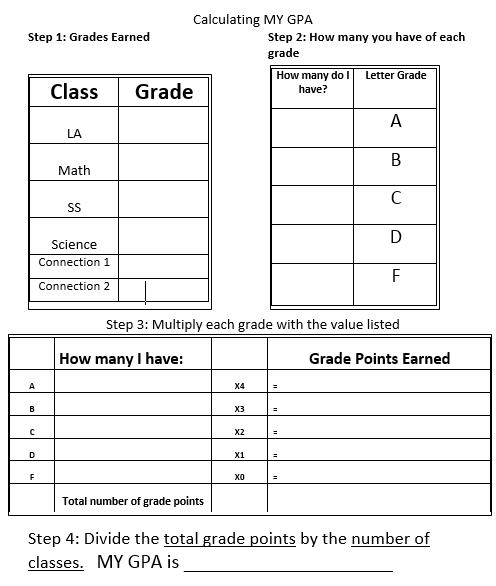 Calculating MY GPA
Step 1: Grades Earned
Step 2: How many you have of each
grade
Class Grade
LA
Math
SS
Science
Connection 1
Connection 2
How many do I
have?
Letter Grade
A
B
C
D
F
Step 3: Multiply each grade with the value listed
How many I have: Grade Points Earned
A X4 =
B X3 =
C X2 =
D X1 =
F X0 =
Total number of grade points
Step 4: Divide the total grade points by the number of
classes. MY GPA is ____________________